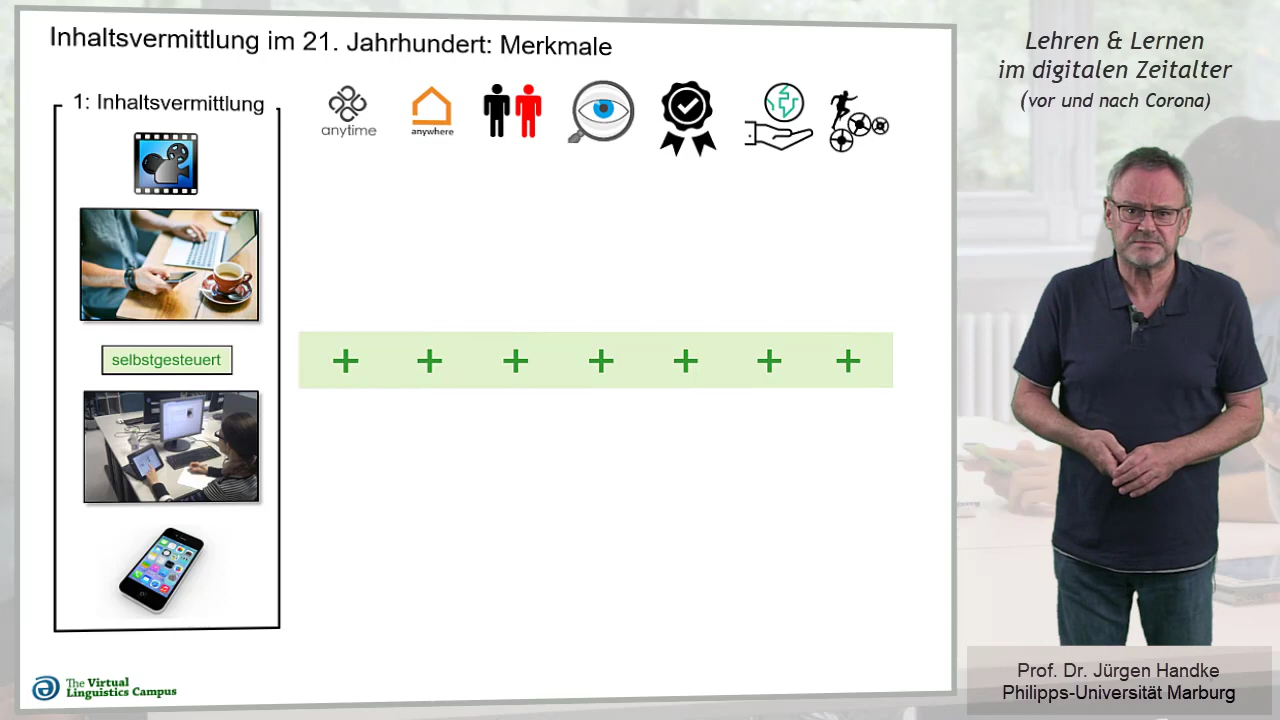 Inhaltsvermittlung im 21. Jahrhundert: Merkmale
1: Inhaltsvermittlung
anytime
anywhere
selbstgesteuert
+ + + + + + +
The Virtual
Linguistics Campus
Lehren & Lernen
im digitalen Zeitalter
(vor und nach Corona)
Prof. Dr. Jürgen Handke
Philipps-Universität Marburg